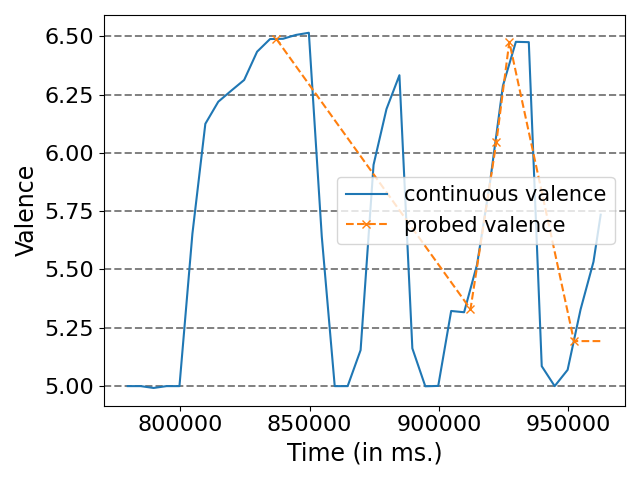 6.50
6.25
6.00
5.75
5.50
5.25
5.00
Valence
continuous valence
probed valence
800000 850000 900000 950000
Time (in ms.)